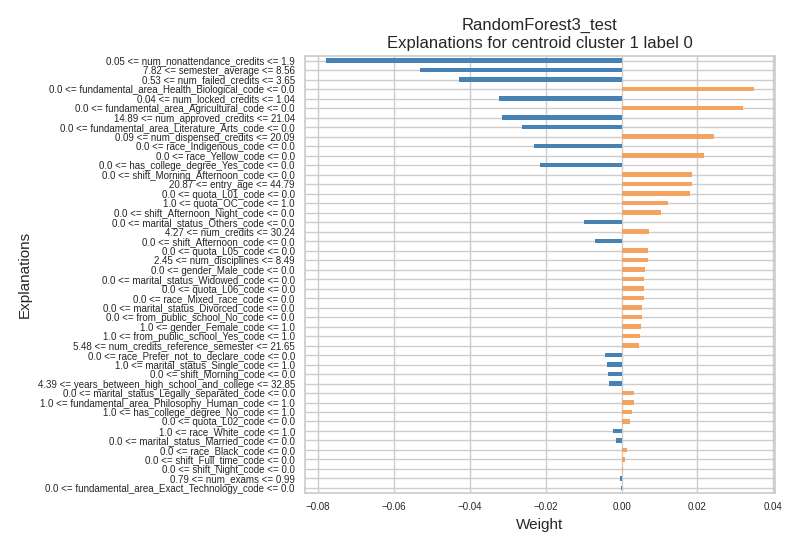 RandomForest3_test
Explanations for centroid cluster 1 label 0
0.05 <= num_nonattendance_credits <= 1.9
7.82 <= semester_average <= 8.56
0.53 <= num_failed_credits <= 3.65
0.0 <= fundamental_area_Health_Biological_code <= 0.0
0.04 <= num_locked_credits <= 1.04
0.0 <= fundamental_area_Agricultural_code <= 0.0
14.89 <= num_approved_credits <= 21.04
0.0 <= fundamental_area_Literature_Arts_code <= 0.0
0.09 <= num_dispensed_credits <= 20.09
0.0 <= race_Indigenous_code <= 0.0
0.0 <= race_Yellow_code <= 0.0
0.0 <= has_college_degree_Yes_code <= 0.0
0.0 <= shift_Morning_Afternoon_code <= 0.0
20.87 <= entry_age <= 44.79
0.0 <= quota_L01_code <= 0.0
1.0 <= quota_OC_code <= 1.0
0.0 <= shift_Afternoon_Night_code <= 0.0
0.0 <= marital_status_Others_code <= 0.0
4.27 <= num_credits <= 30.24
0.0 <= shift_Afternoon_code <= 0.0
0.0 <= quota_L05_code <= 0.0
2.45 <= num_disciplines <= 8.49
0.0 <= gender_Male_code <= 0.0
0.0 <= marital_status_Widowed_code <= 0.0
0.0 <= quota_L06_code <= 0.0
0.0 <= race_Mixed_race_code <= 0.0
0.0 <= marital_status_Divorced_code <= 0.0
0.0 <= from_public_school_No_code <= 0.0
1.0 <= gender_Female_code <= 1.0
1.0 <= from_public_school_Yes_code <= 1.0
5.48 <= num_credits_reference_semester <= 21.65
0.0 <= race_Prefer_not_to_declare_code <= 0.0
1.0 <= marital_status_Single_code <= 1.0
0.0 <= shift_Morning_code <= 0.0
4.39 <= years_between_high_school_and_college <= 32.85
0.0 <= marital_status_Legally_separated_code <= 0.0
1.0 <= fundamental_area_Philosophy_Human_code <= 1.0
1.0 <= has_college_degree_No_code <= 1.0
0.0 <= quota_L02_code <= 0.0
1.0 <= race_White_code <= 1.0
0.0 <= marital_status_Married_code <= 0.0
0.0 <= race_Black_code <= 0.0
0.0 <= shift_Full_time_code <= 0.0
0.0 <= shift_Night_code <= 0.0
0.79 <= num_exams <= 0.99
0.0 <= fundamental_area_Exact_Technology_code <= 0.0
Explanations
−0.08 −0.06 −0.04 −0.02 0.00 0.02 0.04
Weight